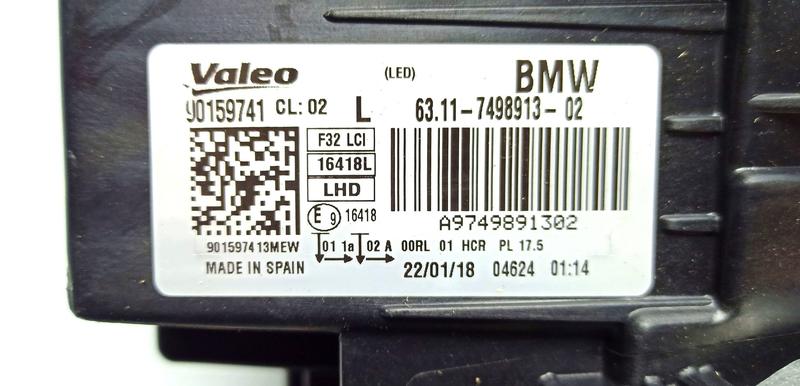 Valeo (LED) BMW
90159741 CL: 02 L 63.11-7498913-02
F32 LCI
16418L
LHD
E 9 16418
A9749891302
901597413MEW 01 1a 02 A 00RL 01 HCR PL 17.5
MADE IN SPAIN 22/01/18 04624 01:14